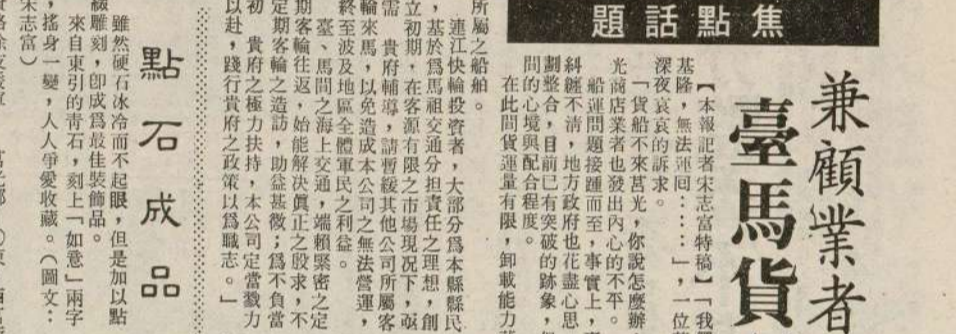 焦點話題
兼顧業者
臺馬貨
【本報記者宋志富特稿】「我
基隆，無法運回……」，一位
深夜哀哀的訴求。
「貨船不來莒光，你說怎麼辦
光商店業者也發出內心的不平。
船運問題接踵而至，事實上，
糾纏不清，地方政府也花盡心思
劃整合，目前已有突破的跡象，
間的心境與配合程度。
在此間貨運量有限，卸載能力
所屬之船舶。
連江快輪投資者，大部分為本縣縣民
，基於為馬祖交通分担責任之理想，創
立初期，在客源有限之市場現況下，亟
需 貴府輔導，請暫緩其他公司所屬客
輪來馬，以免造成本公司之無法營運，
終至波及地區全體軍民之利益。
臺、馬間之海上交通，端賴緊密之定
期客輪往返，始能解決真正之殷求，不
定期客輪之造訪，助益甚微；為不負當
初 貴府之極力扶持，本公司定當戮力
以赴，踐行貴府之政策以為職志。」
點石成品
雖然硬石冰冷而不起眼，但是加以點
綴雕刻，卽成為最佳裝飾品。
來自東引的青石，刻上「如意」兩字
，搖身一變，人人爭愛收藏。（圖文：
宋志富）